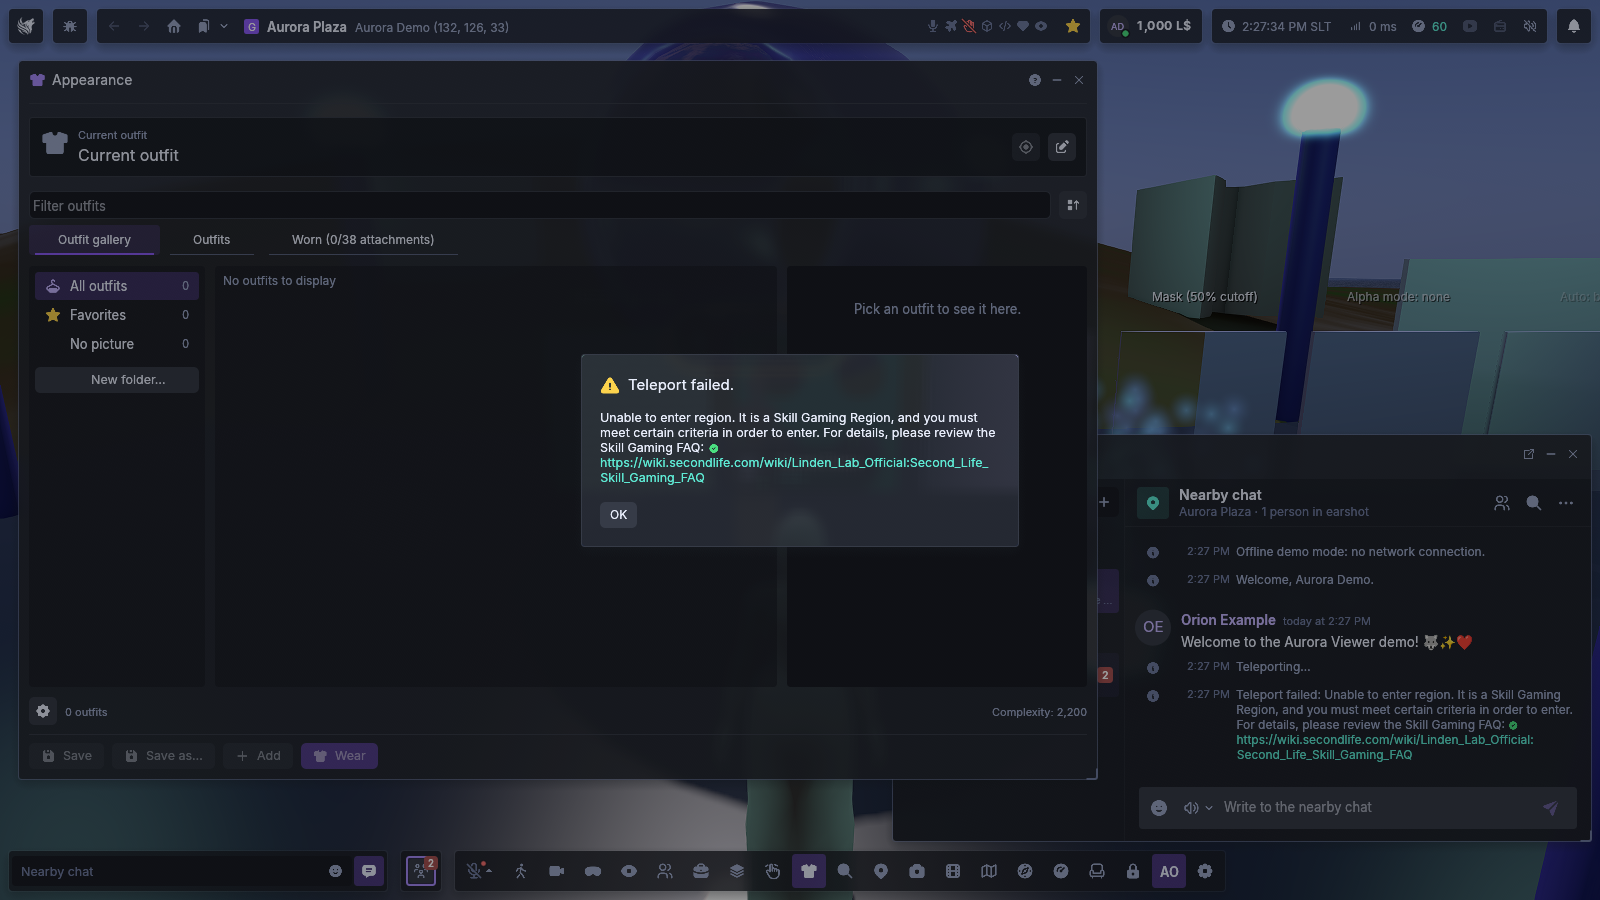 G Aurora Plaza Aurora Demo (132, 126, 33)
AD 1,000 L$
2:27:34 PM SLT 0 ms 60
Appearance
Current outfit
Current outfit
Filter outfits
Outfit gallery Outfits Worn (0/38 attachments)
All outfits 0
Favorites 0
No picture 0
New folder...
No outfits to display
Pick an outfit to see it here.
Mask (50% cutoff) Alpha mode: none
Teleport failed.
Unable to enter region. It is a Skill Gaming Region, and you must
meet certain criteria in order to enter. For details, please review the
Skill Gaming FAQ:
https://wiki.secondlife.com/wiki/Linden_Lab_Official:Second_Life_
Skill_Gaming_FAQ
OK
0 outfits
Complexity: 2,200
Save Save as... Add Wear
Nearby chat
Aurora Plaza · 1 person in earshot
2:27 PM Offline demo mode: no network connection.
2:27 PM Welcome, Aurora Demo.
OE Orion Example today at 2:27 PM
Welcome to the Aurora Viewer demo! 🐺✨❤️
2:27 PM Teleporting...
2:27 PM Teleport failed: Unable to enter region. It is a Skill Gaming
Region, and you must meet certain criteria in order to enter.
For details, please review the Skill Gaming FAQ:
https://wiki.secondlife.com/wiki/Linden_Lab_Official:
Second_Life_Skill_Gaming_FAQ
2
Write to the nearby chat
Nearby chat
2
AO